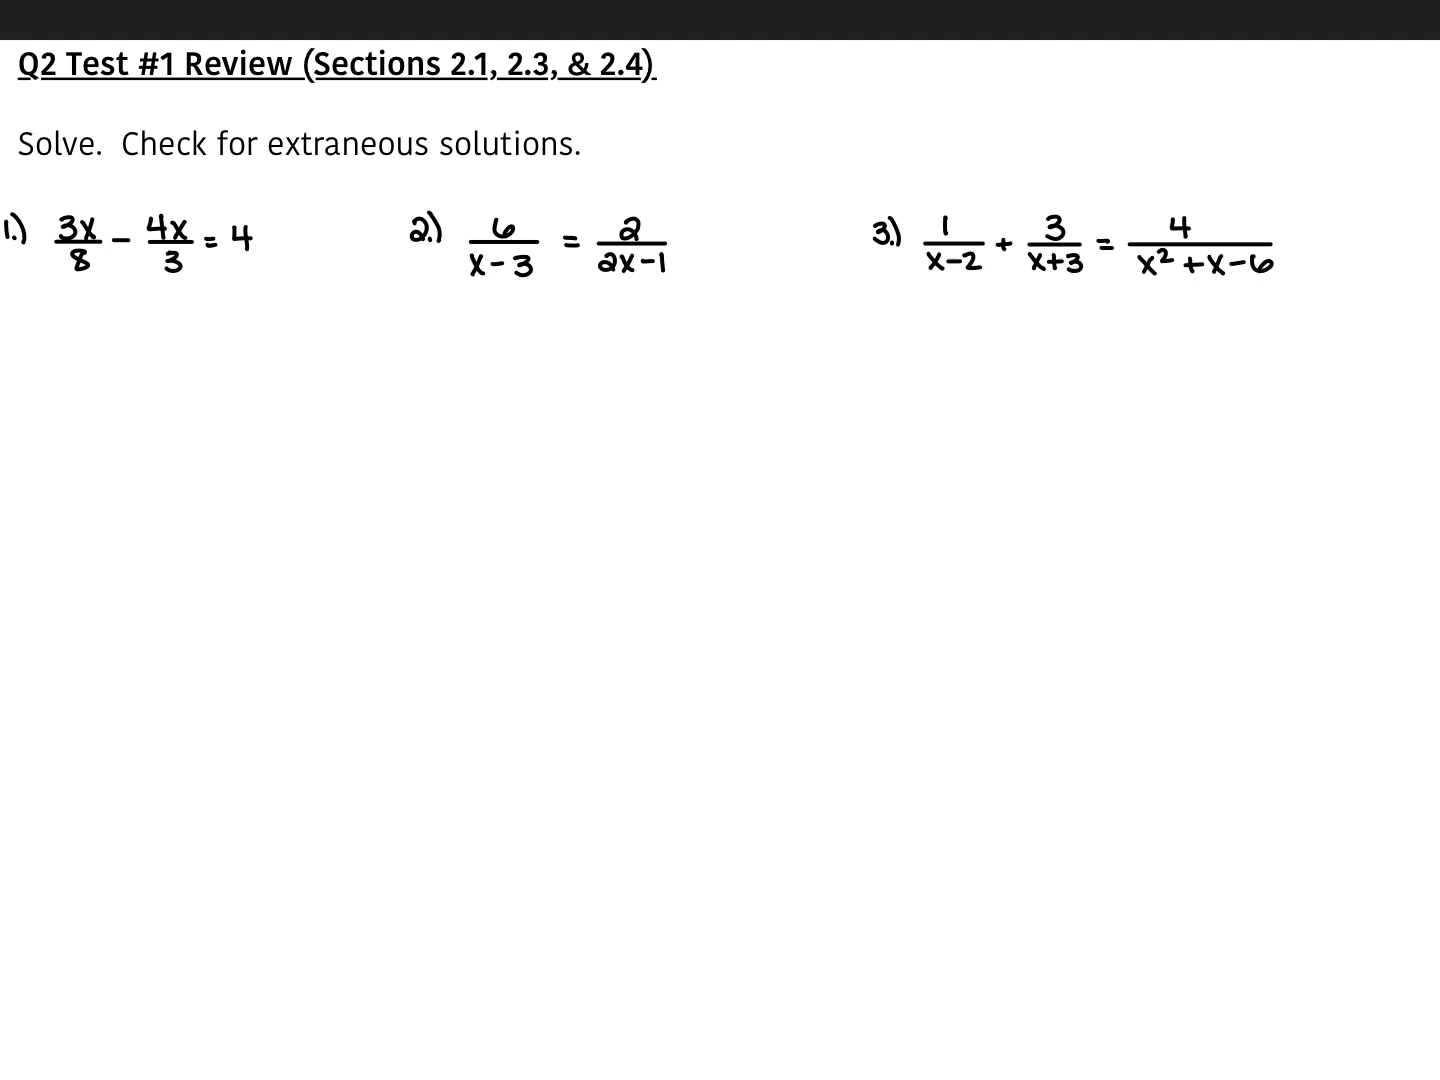 Q2 Test #1 Review (Sections 2.1, 2.3, & 2.4)
Solve. Check for extraneous solutions.
1.) 3x/8 - 4x/3 = 4
2.) 6/(x-3) = 2/(2x-1)
3.) 1/(x-2) + 3/(x+3) = 4/(x²+x-6)